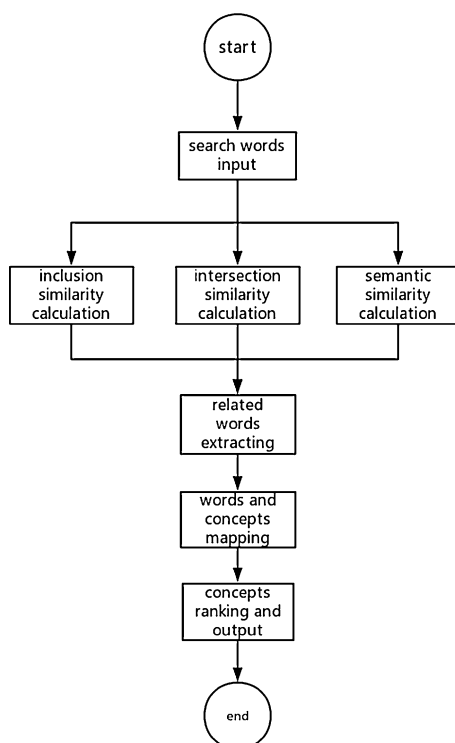 start
search words
input
inclusion
similarity
calculation
intersection
similarity
calculation
semantic
similarity
calculation
related
words
extracting
words and
concepts
mapping
concepts
ranking and
output
end